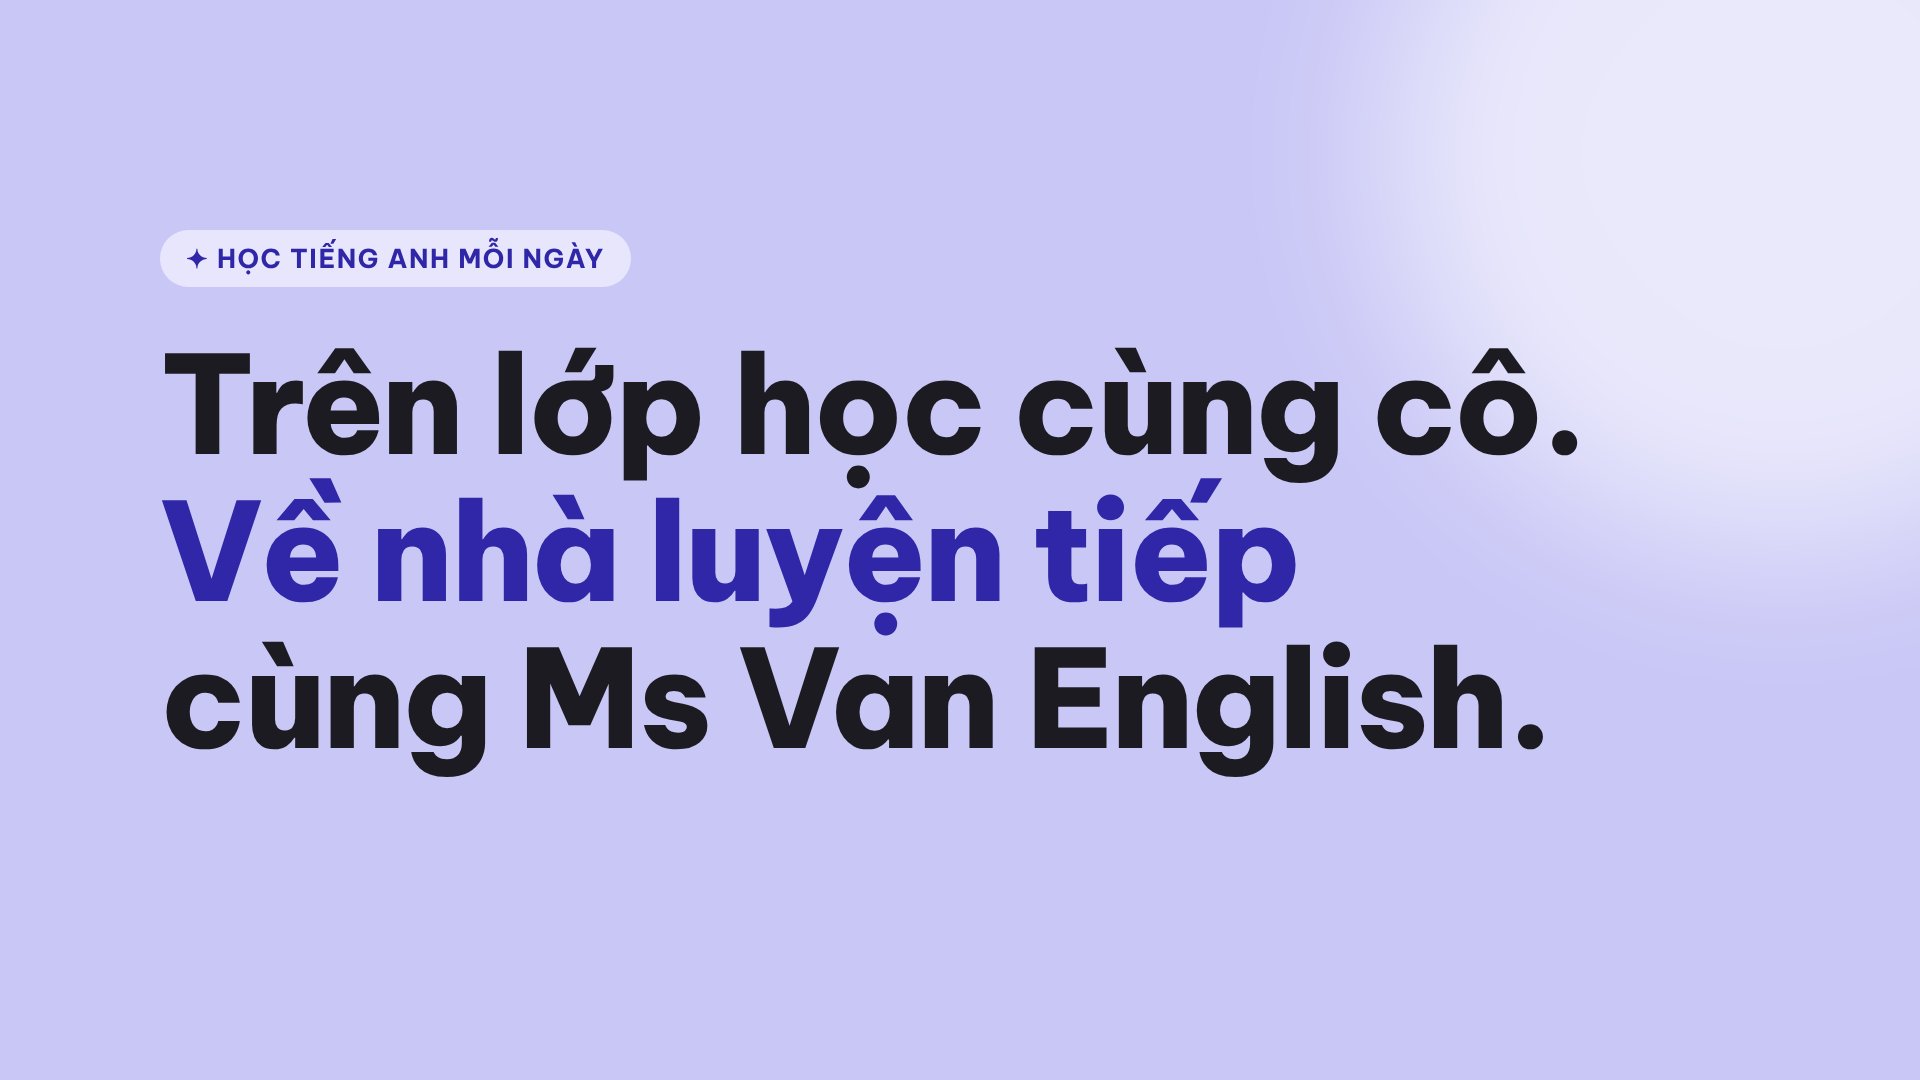 ✦ HỌC TIẾNG ANH MỖI NGÀY
Trên lớp học cùng cô.
Về nhà luyện tiếp
cùng Ms Van English.